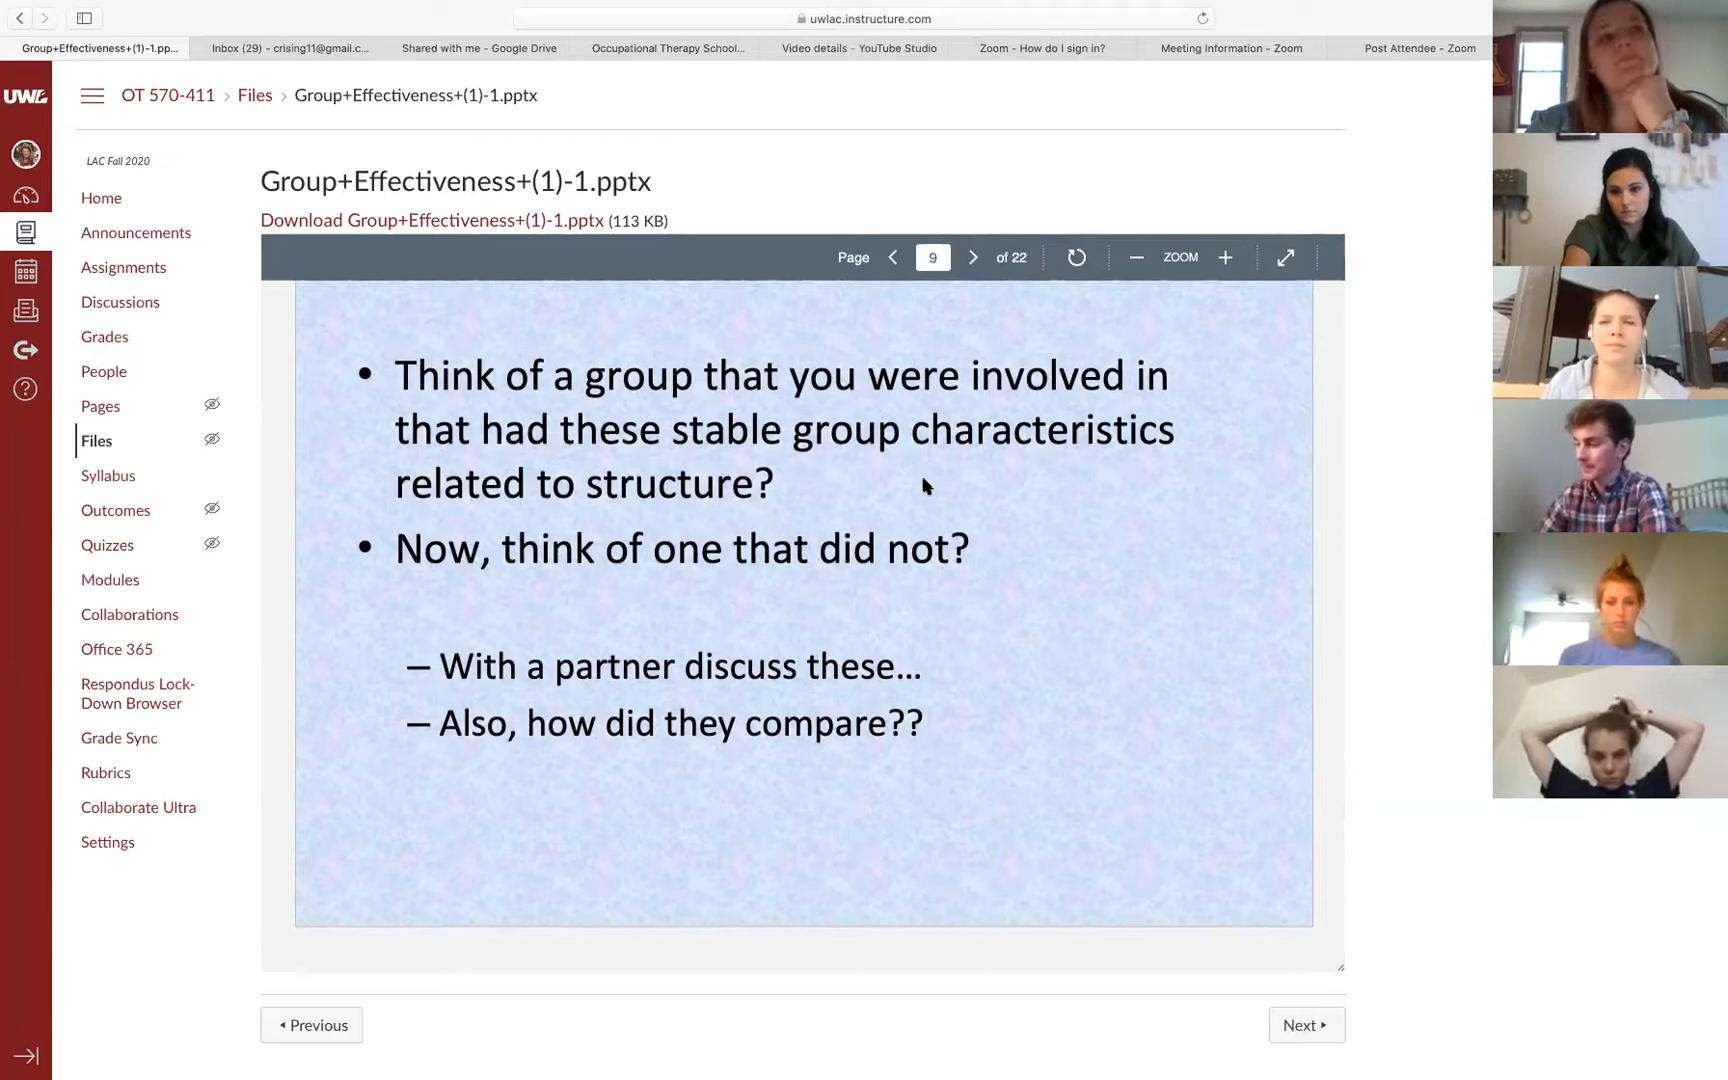 uwlac.instructure.com
Group+Effectiveness+(1)-1.pp...
Inbox (29) - crising11@gmail.c...
Shared with me - Google Drive
Occupational Therapy School...
Video details - YouTube Studio
Zoom - How do I sign in?
Meeting Information - Zoom
Post Attendee - Zoom
UWL
OT 570-411 › Files › Group+Effectiveness+(1)-1.pptx
LAC Fall 2020
Home
Announcements
Assignments
Discussions
Grades
People
Pages
Files
Syllabus
Outcomes
Quizzes
Modules
Collaborations
Office 365
Respondus Lock-
Down Browser
Grade Sync
Rubrics
Collaborate Ultra
Settings
Group+Effectiveness+(1)-1.pptx
Download Group+Effectiveness+(1)-1.pptx (113 KB)
Page 9 of 22 ZOOM
• Think of a group that you were involved in
that had these stable group characteristics
related to structure?
• Now, think of one that did not?
– With a partner discuss these...
– Also, how did they compare??
Previous
Next